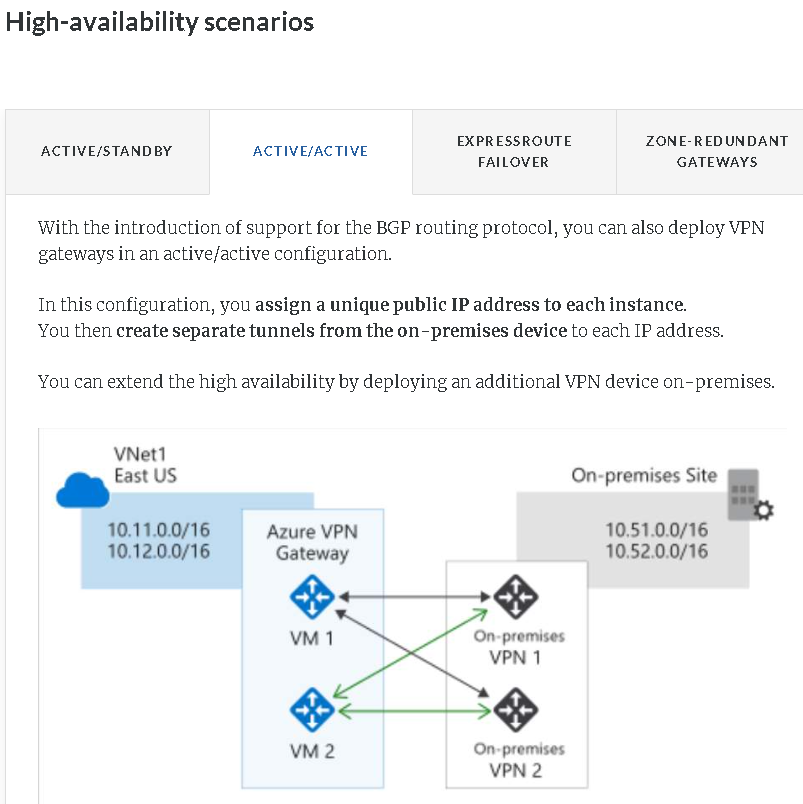 High-availability scenarios
ACTIVE/STANDBY
ACTIVE/ACTIVE
EXPRESSROUTE
FAILOVER
ZONE-REDUNDANT
GATEWAYS
With the introduction of support for the BGP routing protocol, you can also deploy VPN
gateways in an active/active configuration.
In this configuration, you assign a unique public IP address to each instance.
You then create separate tunnels from the on-premises device to each IP address.
You can extend the high availability by deploying an additional VPN device on-premises.
VNet1
East US
10.11.0.0/16
10.12.0.0/16
Azure VPN
Gateway
VM 1
VM 2
On-premises Site
10.51.0.0/16
10.52.0.0/16
On-premises
VPN 1
On-premises
VPN 2